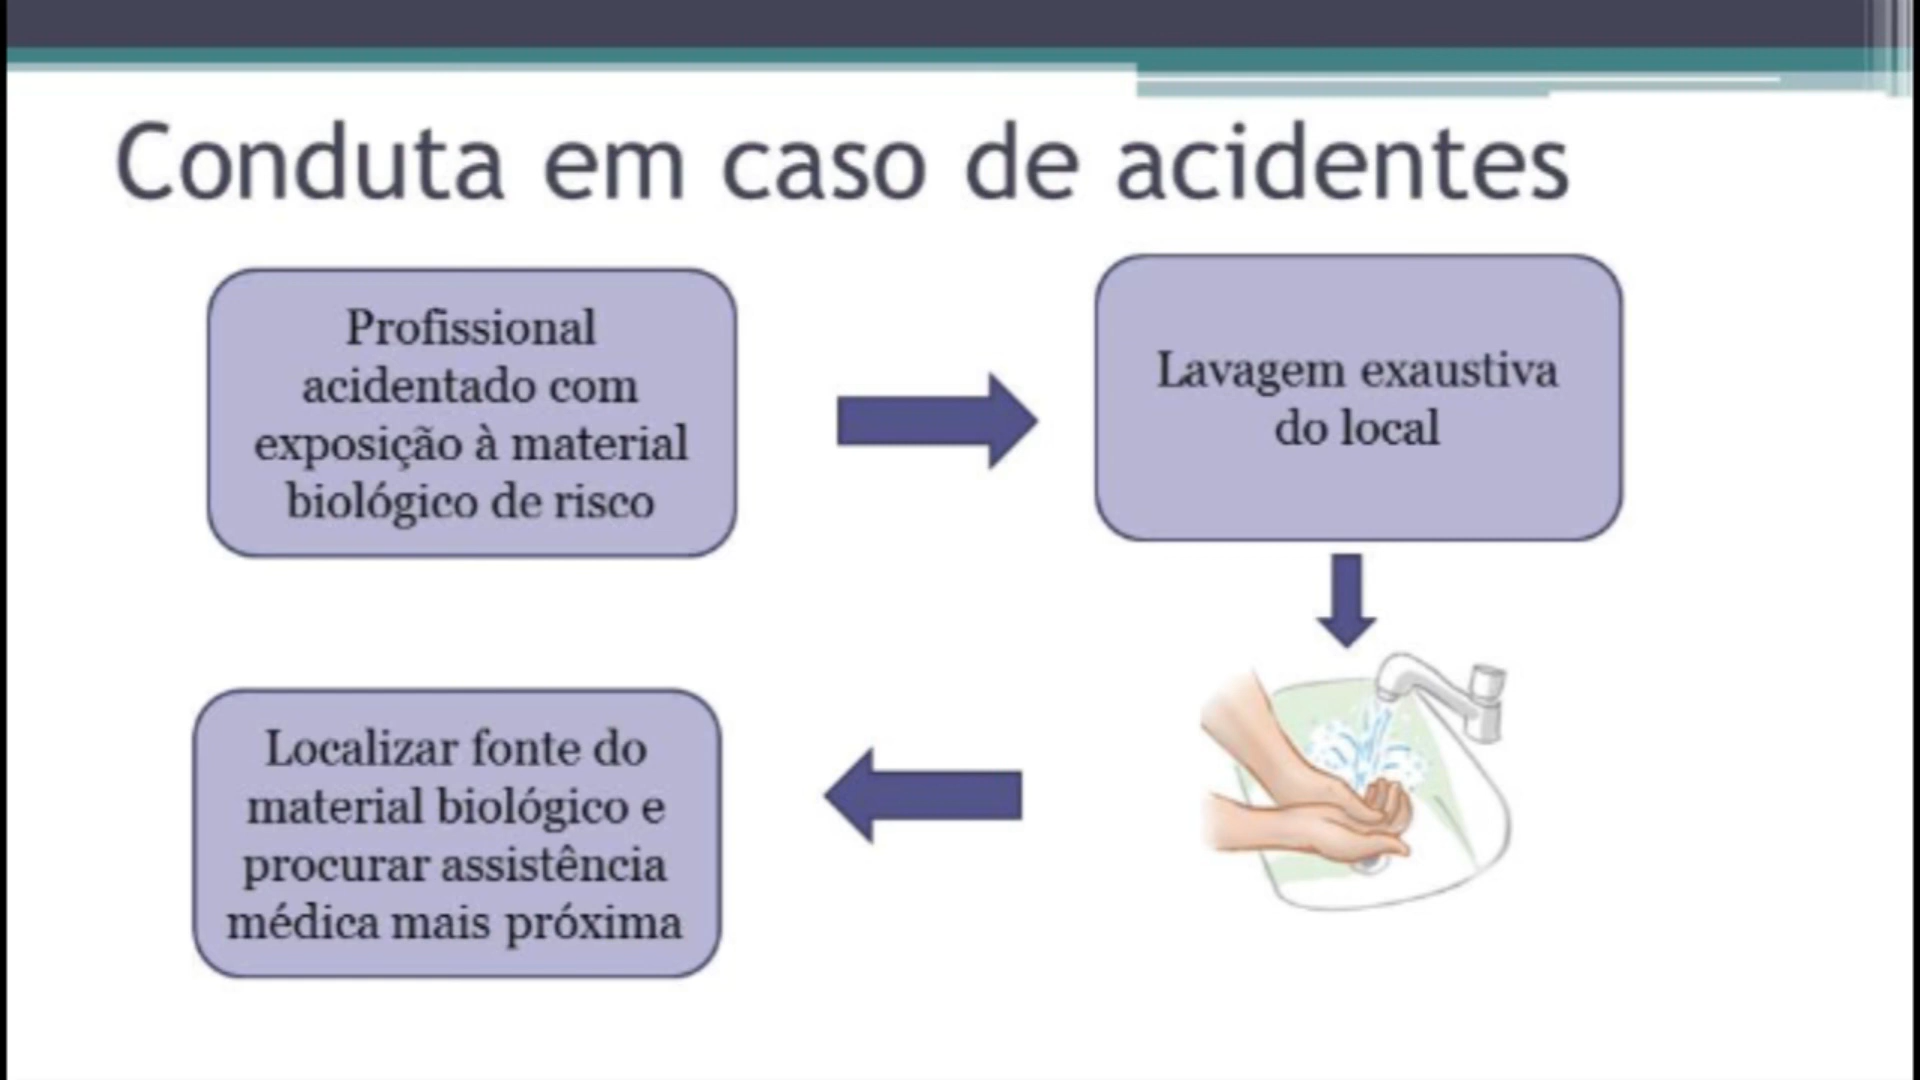 Conduta em caso de acidentes
Profissional
acidentado com
exposição à material
biológico de risco
Lavagem exaustiva
do local
Localizar fonte do
material biológico e
procurar assistência
médica mais próxima